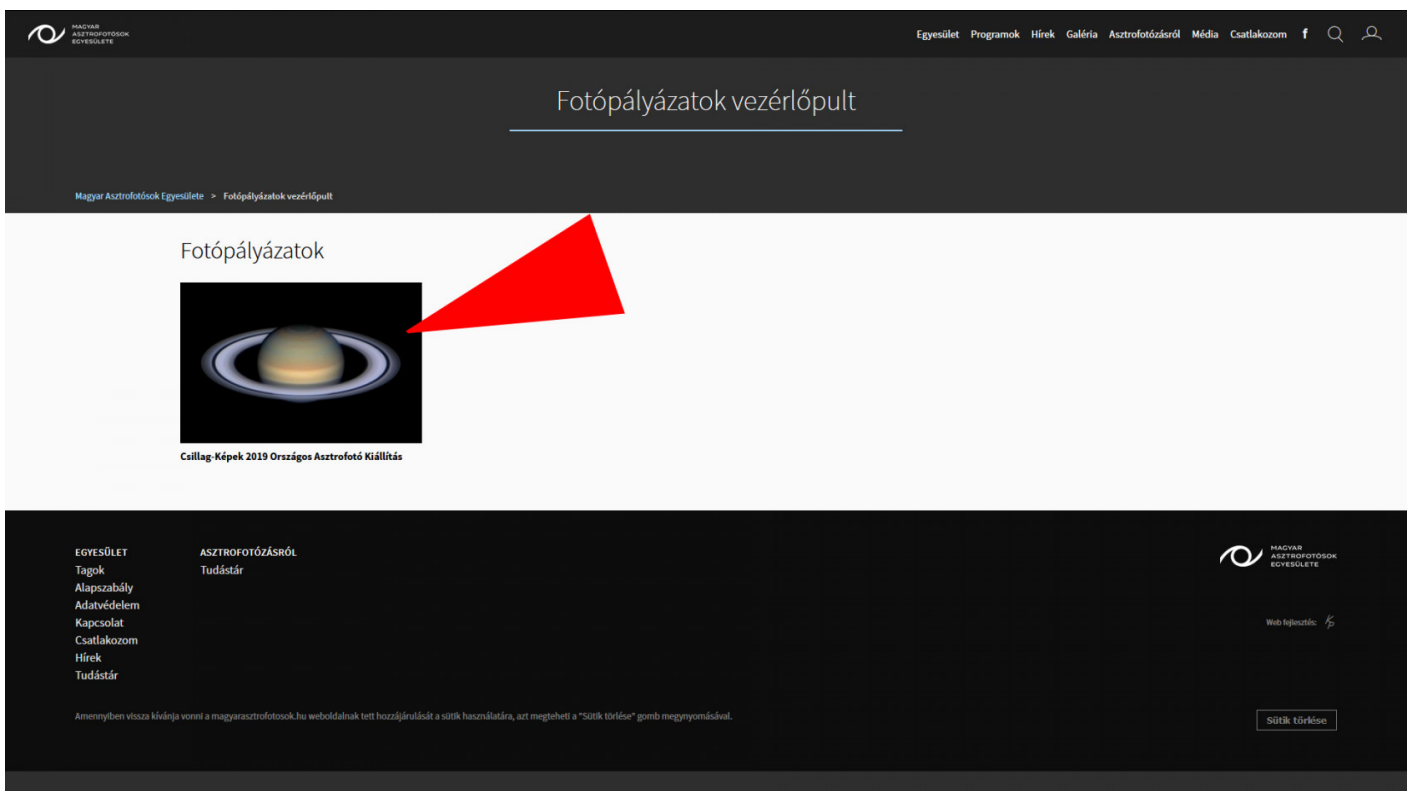 MAGYAR
ASZTROFOTÓSOK
EGYESÜLETE
Egyesület Programok Hírek Galéria Asztrofotózásról Média Csatlakozom f
Fotópályázatok vezérlőpult
Magyar Asztrofotósok Egyesülete > Fotópályázatok vezérlőpult
Fotópályázatok
Csillag-Képek 2019 Országos Asztrofotó Kiállítás
EGYESÜLET
Tagok
Alapszabály
Adatvédelem
Kapcsolat
Csatlakozom
Hírek
Tudástár
ASZTROFOTÓZÁSRÓL
Tudástár
MAGYAR
ASZTROFOTÓSOK
EGYESÜLETE
Web fejlesztés:
Amennyiben vissza kívánja vonni a magyarasztrofotosok.hu weboldalnak tett hozzájárulását a sütik használatára, azt megteheti a "Sütik törlése" gomb megnyomásával.
Sütik törlése